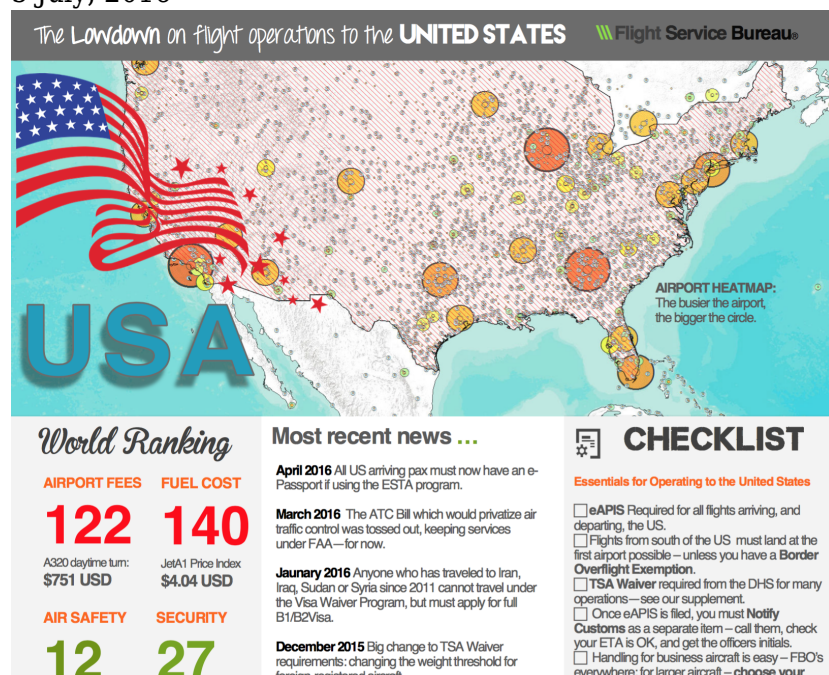 The Lowdown on flight operations to the UNITED STATES
Flight Service Bureau®
USA
AIRPORT HEATMAP:
The busier the airport,
the bigger the circle.
World Ranking
AIRPORT FEES
122
A320 daytime turn:
$751 USD
FUEL COST
140
JetA1 Price Index
$4.04 USD
AIR SAFETY
12
SECURITY
27
Most recent news ...
April 2016 All US arriving pax must now have an e-
Passport if using the ESTA program.
March 2016 The ATC Bill which would privatize air
traffic control was tossed out, keeping services
under FAA—for now.
Jaunary 2016 Anyone who has traveled to Iran,
Iraq, Sudan or Syria since 2011 cannot travel under
the Visa Waiver Program, but must apply for full
B1/B2Visa.
December 2015 Big change to TSA Waiver
requirements: changing the weight threshold for
CHECKLIST
Essentials for Operating to the United States
eAPIS Required for all flights arriving, and
departing, the US.
Flights from south of the US must land at the
first airport possible – unless you have a Border
Overflight Exemption.
TSA Waiver required from the DHS for many
operations—see our supplement.
Once eAPIS is filed, you must Notify
Customs as a separate item – call them, check
your ETA is OK, and get the officers initials.
Handling for business aircraft is easy – FBO's
everywhere; for larger aircraft – choose your